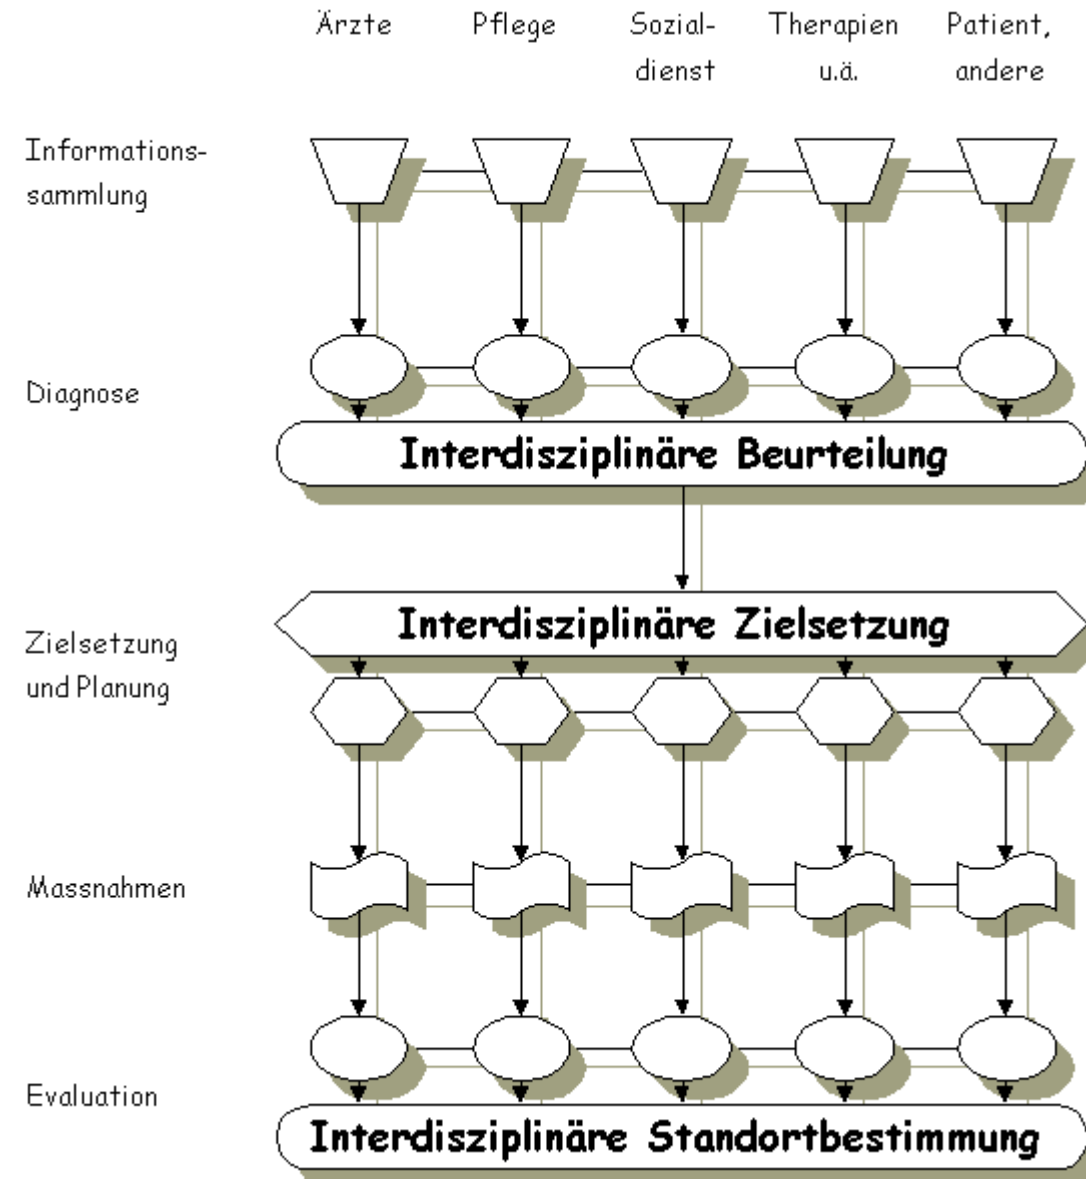 Ärzte Pflege Sozial- Therapien Patient,
dienst u.ä. andere
Informations-
sammlung
Diagnose
Interdisziplinäre Beurteilung
Interdisziplinäre Zielsetzung
Zielsetzung
und Planung
Massnahmen
Evaluation
Interdisziplinäre Standortbestimmung